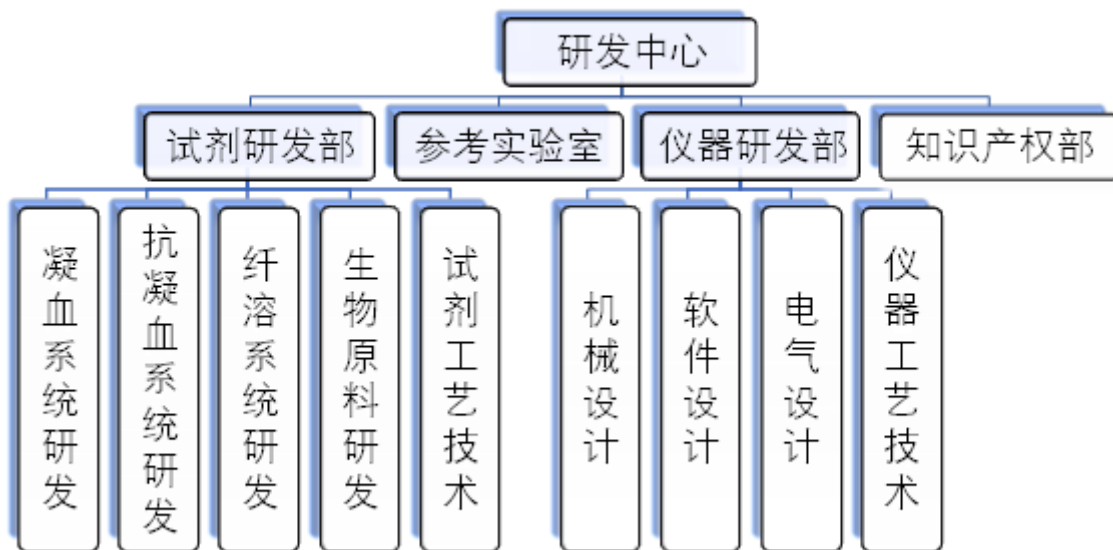 研发中心
试剂研发部
参考实验室
仪器研发部
知识产权部
凝血系统研发
抗凝血系统研发
纤溶系统研发
生物原料研发
试剂工艺技术
机械设计
软件设计
电气设计
仪器工艺技术